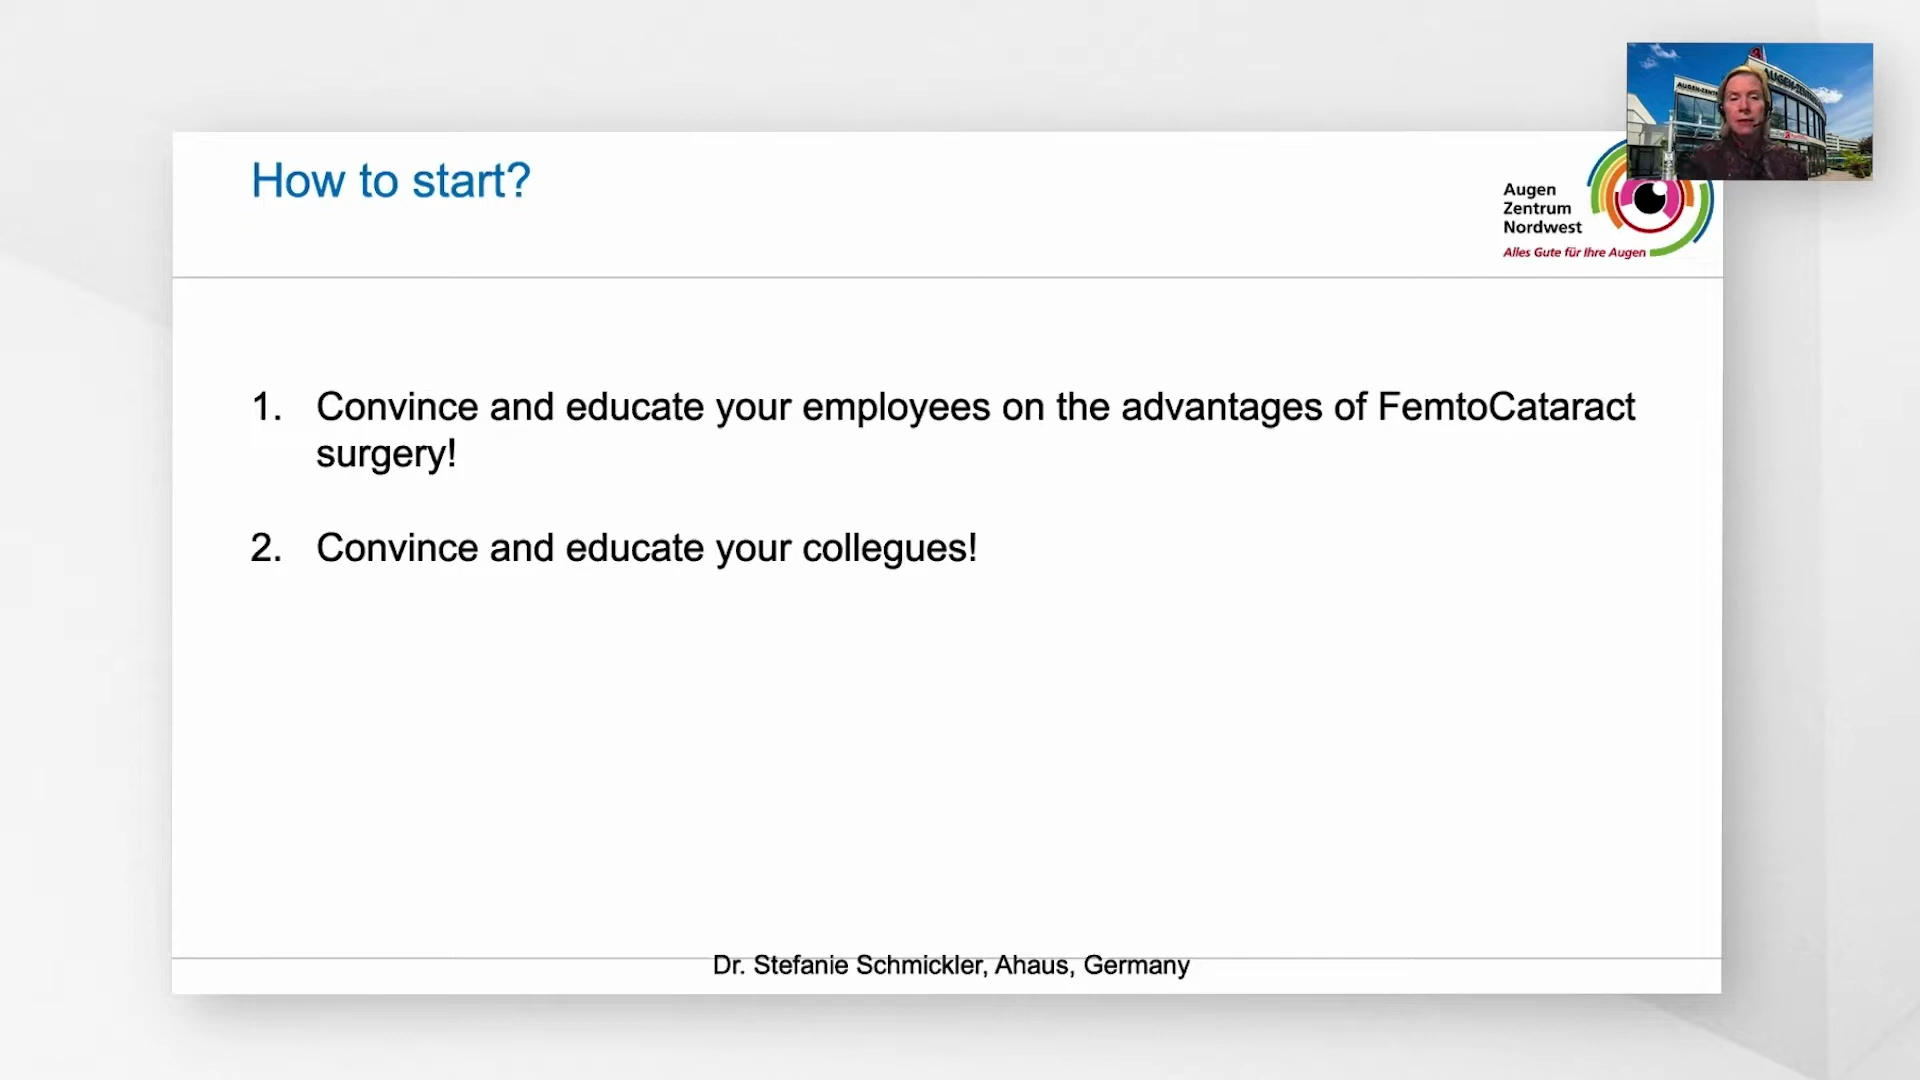 How to start?
Augen
Zentrum
Nordwest
Alles Gute für Ihre Augen
1. Convince and educate your employees on the advantages of FemtoCataract
surgery!
2. Convince and educate your collegues!
Dr. Stefanie Schmickler, Ahaus, Germany